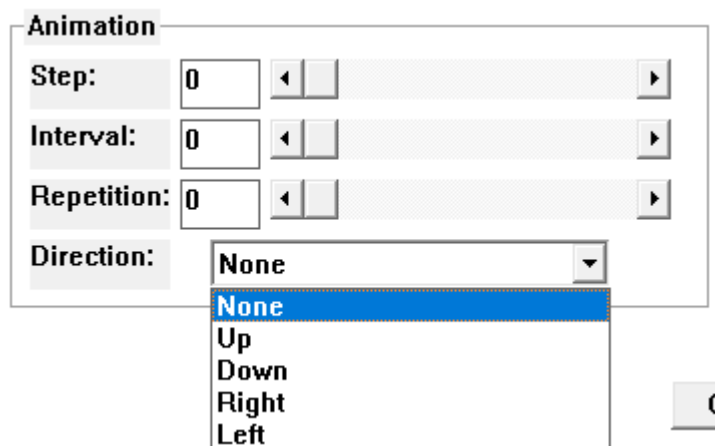 Animation
Step: 0
Interval: 0
Repetition: 0
Direction: None
None
Up
Down
Right
Left